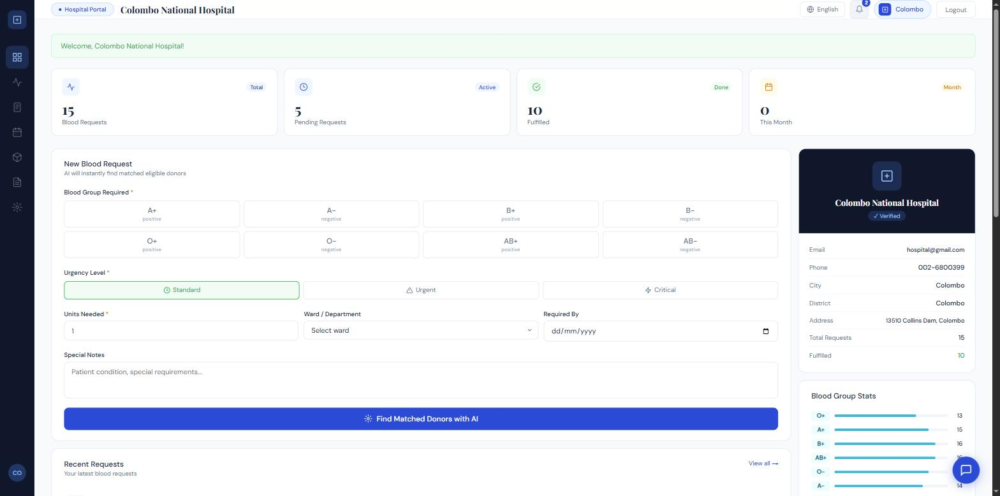 Hospital Portal
Colombo National Hospital
English
2
Colombo
Logout
Welcome, Colombo National Hospital!
Total
15
Blood Requests
Active
5
Pending Requests
Done
10
Fulfilled
Month
0
This Month
New Blood Request
AI will instantly find matched eligible donors
Blood Group Required *
A+
positive
A−
negative
B+
positive
B−
negative
O+
positive
O−
negative
AB+
positive
AB−
negative
Urgency Level *
Standard
Urgent
Critical
Units Needed *
1
Ward / Department
Select ward
Required By
dd/mm/yyyy
Special Notes
Patient condition, special requirements...
Find Matched Donors with AI
Recent Requests
View all →
Your latest blood requests
Colombo National Hospital
✓ Verified
Email hospital@gmail.com
Phone 002-6800399
City Colombo
District Colombo
Address 13510 Collins Dam, Colombo
Total Requests 15
Fulfilled 10
Blood Group Stats
O+ 13
A+ 15
B+ 16
AB+ 16
O−
A− 14
CO